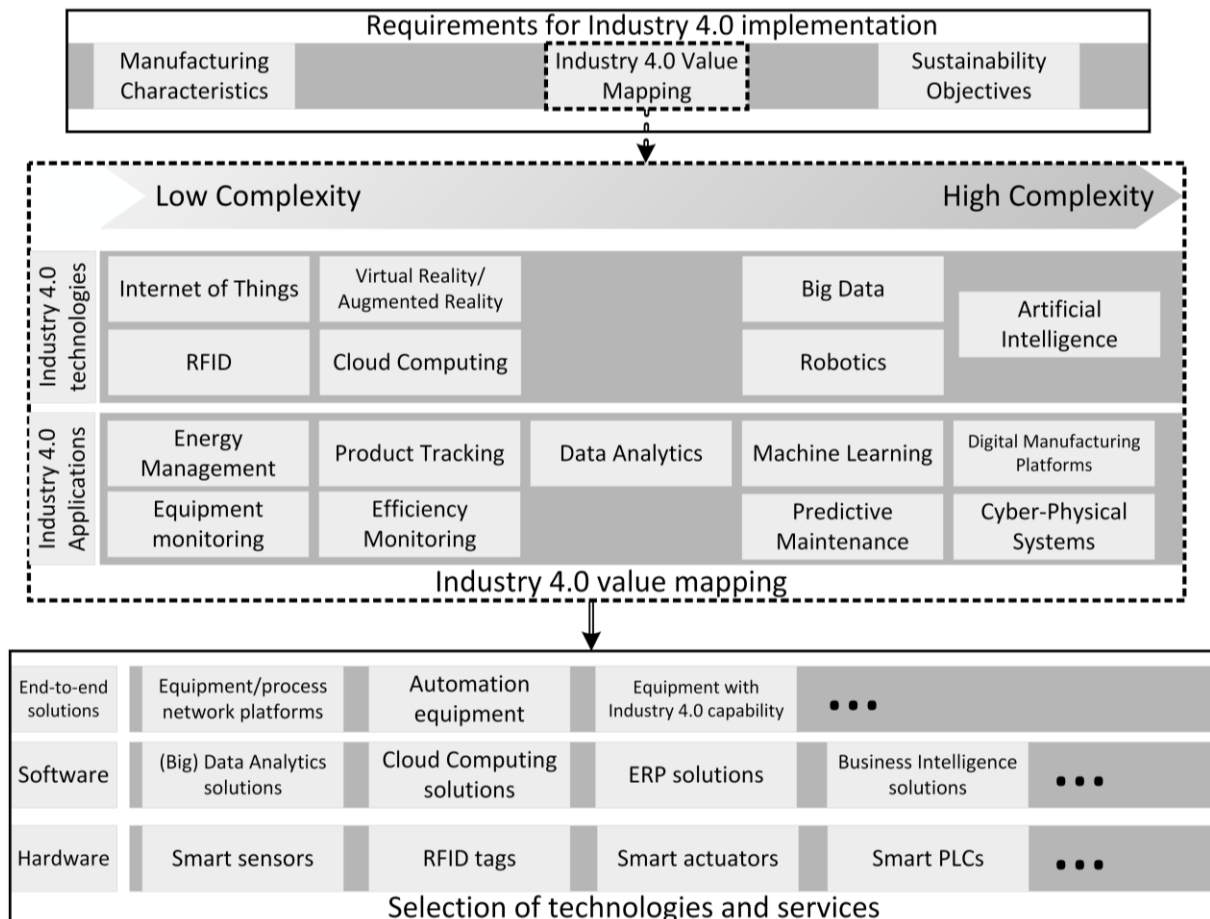 Requirements for Industry 4.0 implementation
Manufacturing
Characteristics
Industry 4.0 Value
Mapping
Sustainability
Objectives
Low Complexity
High Complexity
Industry 4.0
technologies
Internet of Things
Virtual Reality/
Augmented Reality
Big Data
Artificial
Intelligence
RFID
Cloud Computing
Robotics
Industry 4.0
Applications
Energy
Management
Product Tracking
Data Analytics
Machine Learning
Digital Manufacturing
Platforms
Equipment
monitoring
Efficiency
Monitoring
Predictive
Maintenance
Cyber-Physical
Systems
Industry 4.0 value mapping
End-to-end
solutions
Equipment/process
network platforms
Automation
equipment
Equipment with
Industry 4.0 capability
...
Software
(Big) Data Analytics
solutions
Cloud Computing
solutions
ERP solutions
Business Intelligence
solutions
...
Hardware
Smart sensors
RFID tags
Smart actuators
Smart PLCs
...
Selection of technologies and services